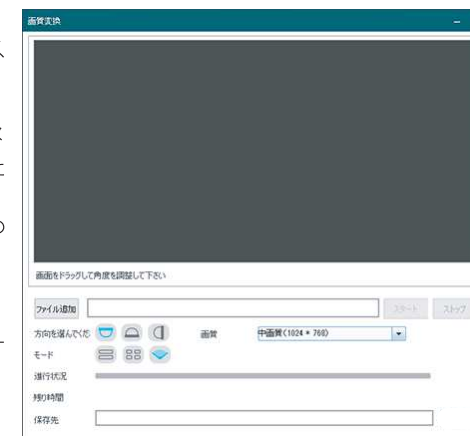 画質変換
画面をドラッグして角度を調整して下さい
ファイル追加 スタート ストップ
方向を選んでくだ 画質 中画質(1024 * 768)
モード
進行状況
残り時間
保存先